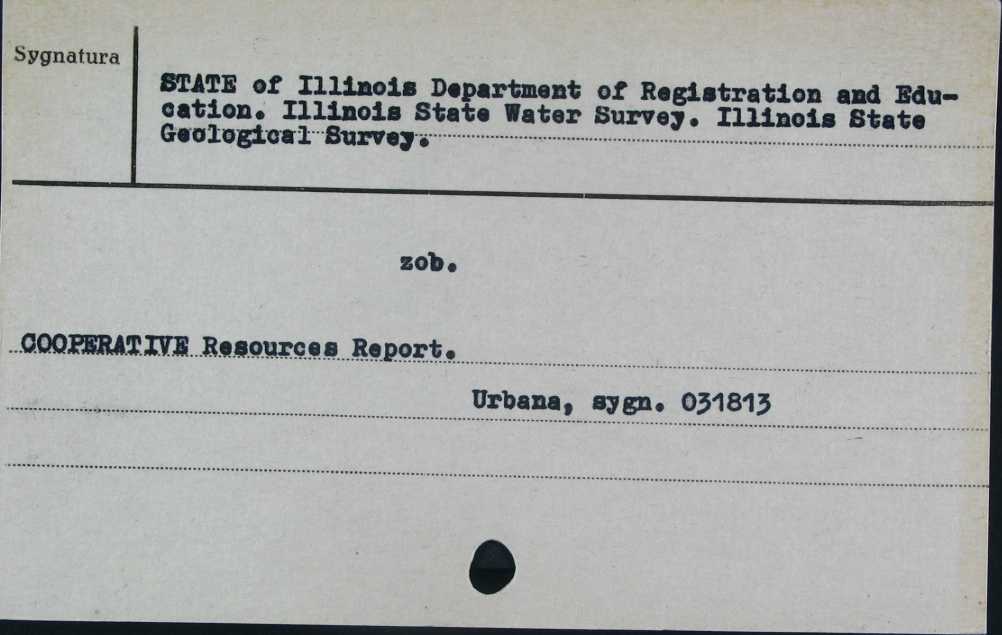 Sygnatura
STATE of Illinois Department of Registration and Edu-
cation. Illinois State Water Survey. Illinois State
Geological Survey.
zob.
COOPERATIVE Resources Report.
Urbana, sygn. 031813